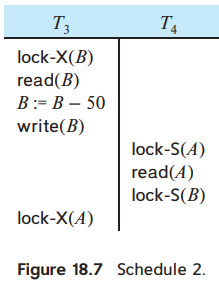 T3 T4
lock-X(B)
read(B)
B := B – 50
write(B)
lock-S(A)
read(A)
lock-S(B)
lock-X(A)
Figure 18.7 Schedule 2.